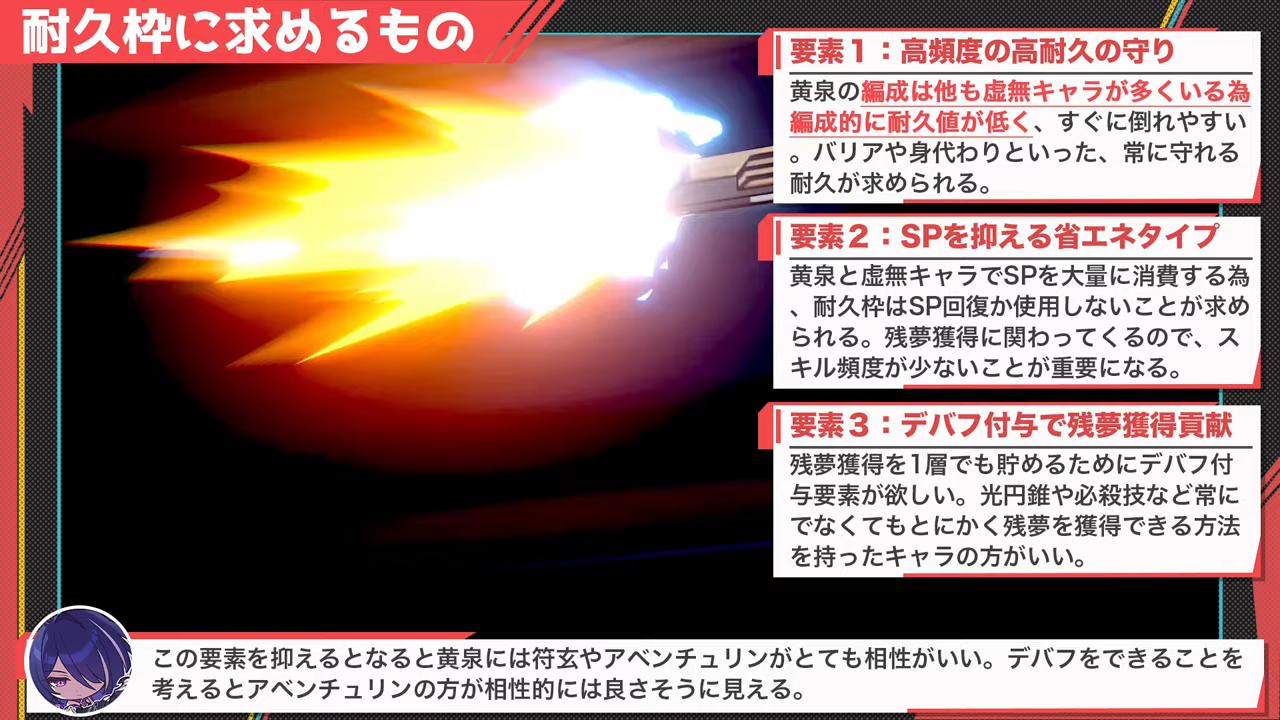 耐久枠に求めるもの
要素１：高頻度の高耐久の守り
黄泉の編成は他も虚無キャラが多くいる為
編成的に耐久値が低く、すぐに倒れやすい
。バリアや身代わりといった、常に守れる
耐久が求められる。
要素２：SPを抑える省エネタイプ
黄泉と虚無キャラでSPを大量に消費する為
、耐久枠はSP回復か使用しないことが求め
られる。残夢獲得に関わってくるので、ス
キル頻度が少ないことが重要になる。
要素３：デバフ付与で残夢獲得貢献
残夢獲得を1層でも貯めるためにデバフ付
与要素が欲しい。光円錐や必殺技など常に
でなくてもとにかく残夢を獲得できる方法
を持ったキャラの方がいい。
この要素を抑えるとなると黄泉には符玄やアベンチュリンがとても相性がいい。デバフをできることを
考えるとアベンチュリンの方が相性的には良さそうに見える。